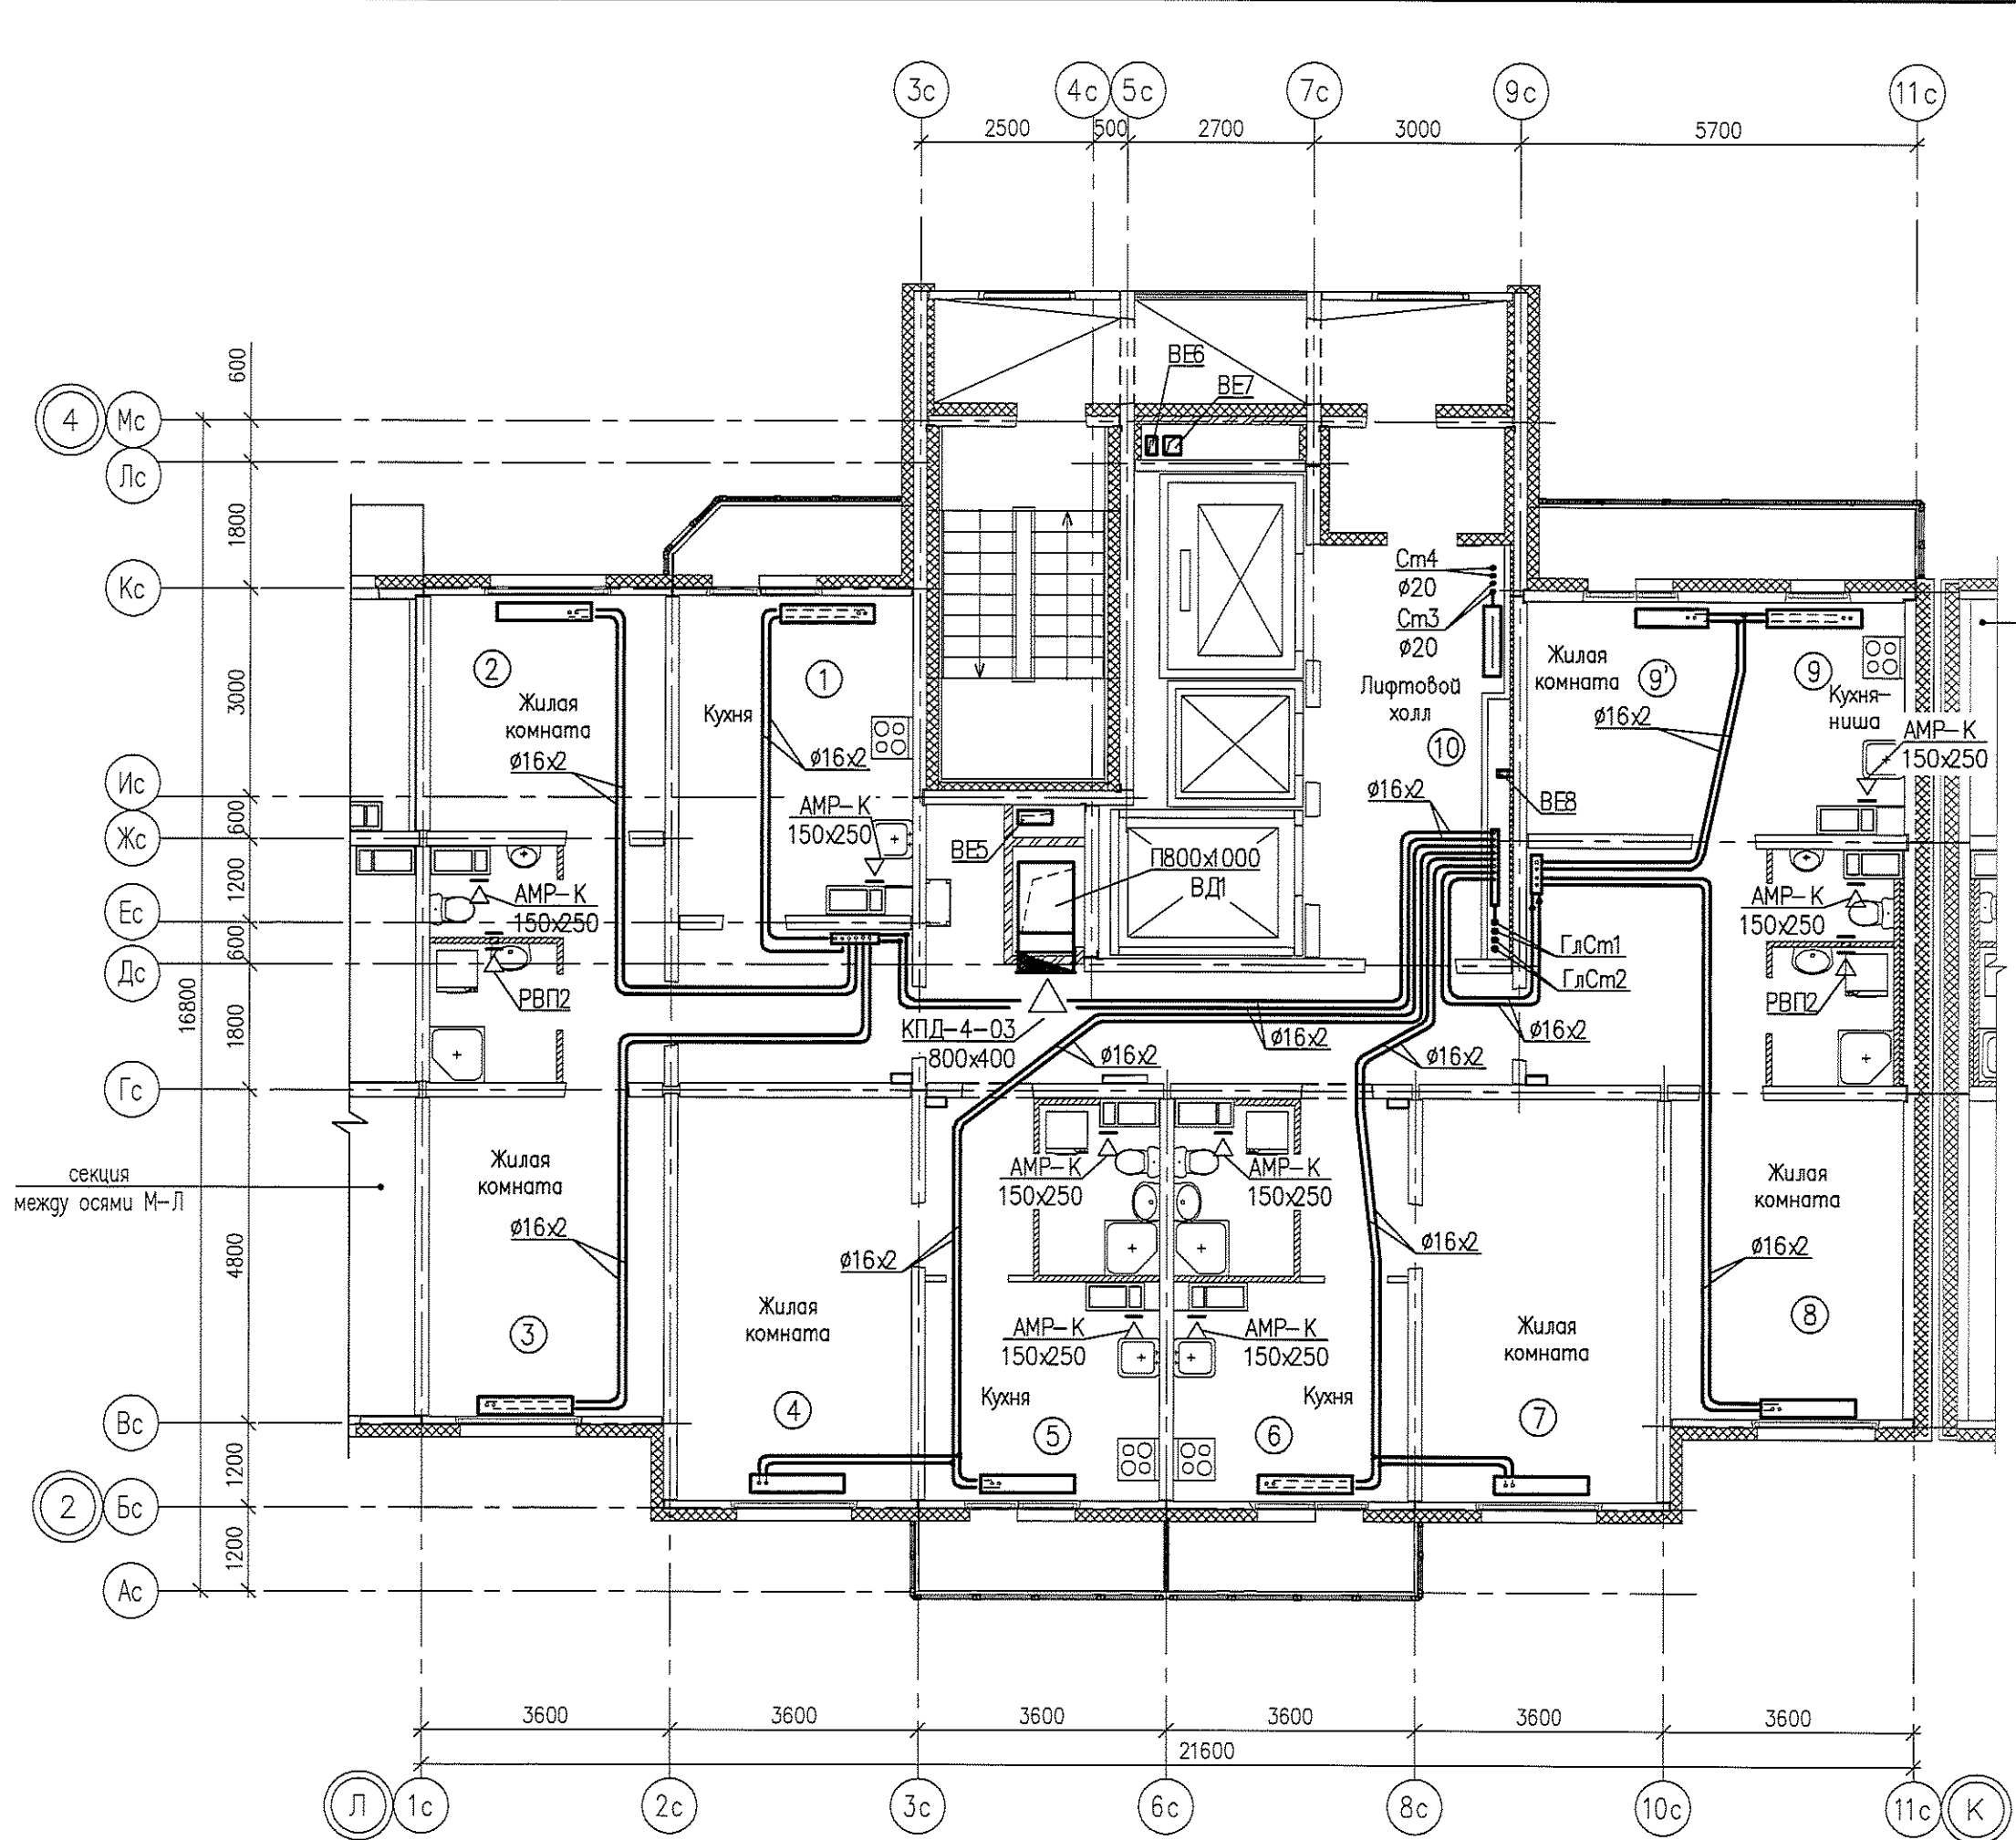 3с
4с
5с
7с
9с
11с
2500
500
2700
3000
5700
600
ВЕ6
ВЕ7
4
Мс
Лс
1800
Кс
Ст4
ø20
Ст3
ø20
2
1
Жилая
комната
9'
9
Кухня-
ниша
3000
Жилая
комната
Кухня
Лифтовой
холл
ø16х2
АМР-К
150х250
10
ø16х2
ø16х2
Ис
ø16х2
ВЕ8
600
АМР-К
150х250
Жс
ВЕ5
П800х1000
ВД1
1200
АМР-К
150х250
АМР-К
150х250
Ес
600
ГлСт1
ГлСт2
Дс
16800
РВП2
РВП2
1800
КПД-4-03
800х400
ø16х2
ø16х2
ø16х2
ø16х2
Гс
секция
между осями М-Л
Жилая
комната
АМР-К
150х250
АМР-К
150х250
Жилая
комната
4800
ø16х2
ø16х2
ø16х2
ø16х2
3
Жилая
комната
АМР-К
150х250
АМР-К
150х250
Жилая
комната
8
4
Кухня
5
Кухня
6
7
Вс
1200
2
Бс
1200
Ас
3600
3600
3600
3600
3600
3600
21600
Л
1с
2с
3с
6с
8с
10с
11с
К